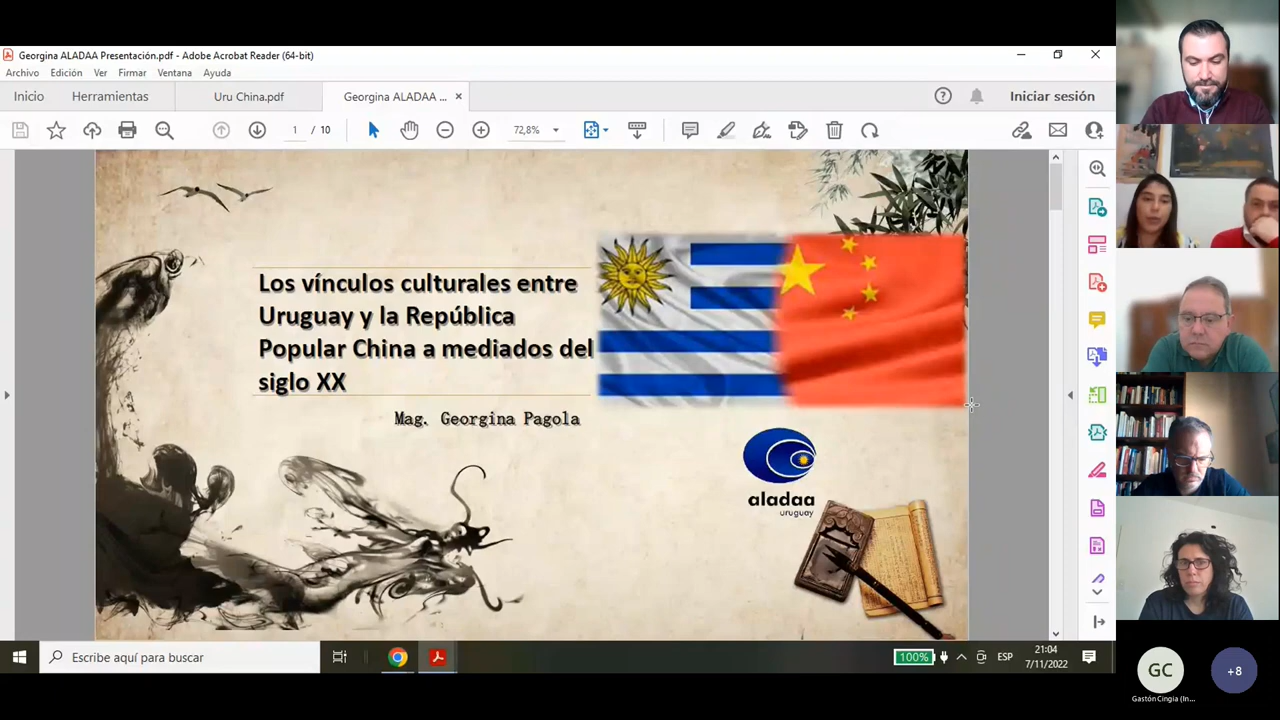 Georgina ALADAA Presentación.pdf - Adobe Acrobat Reader (64-bit)
Archivo Edición Ver Firmar Ventana Ayuda
Inicio Herramientas Uru China.pdf Georgina ALADAA ... Iniciar sesión
1 / 10 72,8%
Los vínculos culturales entre
Uruguay y la República
Popular China a mediados del
siglo XX
Mag. Georgina Pagola
aladaa
uruguay
Escribe aquí para buscar
100% ESP 21:04
7/11/2022
GC +8
Gastón Cingia (In...